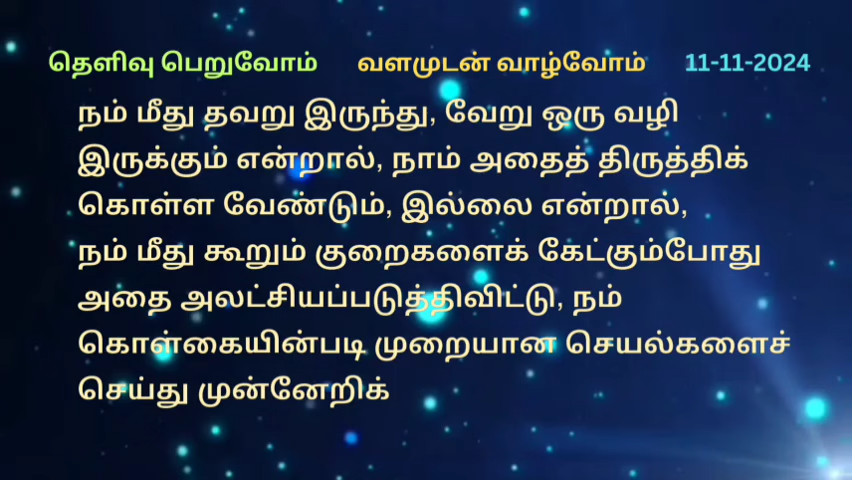 தெளிவு பெறுவோம் வளமுடன் வாழ்வோம் 11-11-2024
நம் மீது தவறு இருந்து, வேறு ஒரு வழி
இருக்கும் என்றால், நாம் அதைத் திருத்திக்
கொள்ள வேண்டும், இல்லை என்றால்,
நம் மீது கூறும் குறைகளைக் கேட்கும்போது
அதை அலட்சியப்படுத்திவிட்டு, நம்
கொள்கையின்படி முறையான செயல்களைச்
செய்து முன்னேறிக்